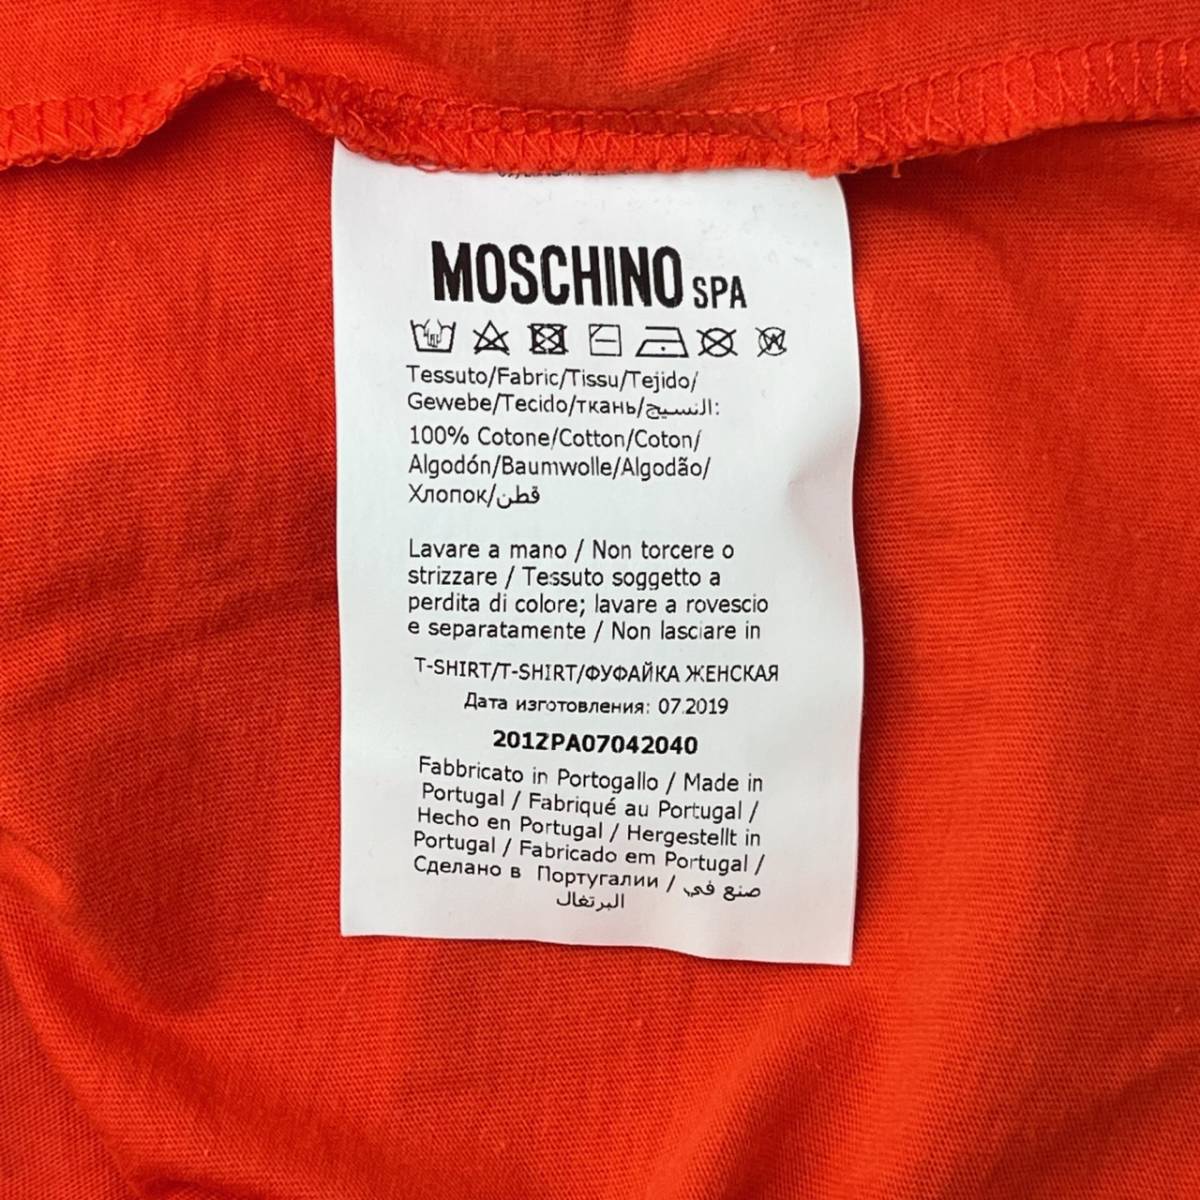 MOSCHINO SPA
Tessuto/Fabric/Tissu/Tejido/
Gewebe/Tecido/ткань/النسيج:
100% Cotone/Cotton/Coton/
Algodón/Baumwolle/Algodão/
Хлопок/قطن
Lavare a mano / Non torcere o
strizzare / Tessuto soggetto a
perdita di colore; lavare a rovescio
e separatamente / Non lasciare in
T-SHIRT/T-SHIRT/ФУФАЙКА ЖЕНСКАЯ
Дата изготовления: 07.2019
201ZPA07042040
Fabbricato in Portogallo / Made in
Portugal / Fabriqué au Portugal /
Hecho en Portugal / Hergestellt in
Portugal / Fabricado em Portugal /
Сделано в Португалии / صنع في
البرتغال